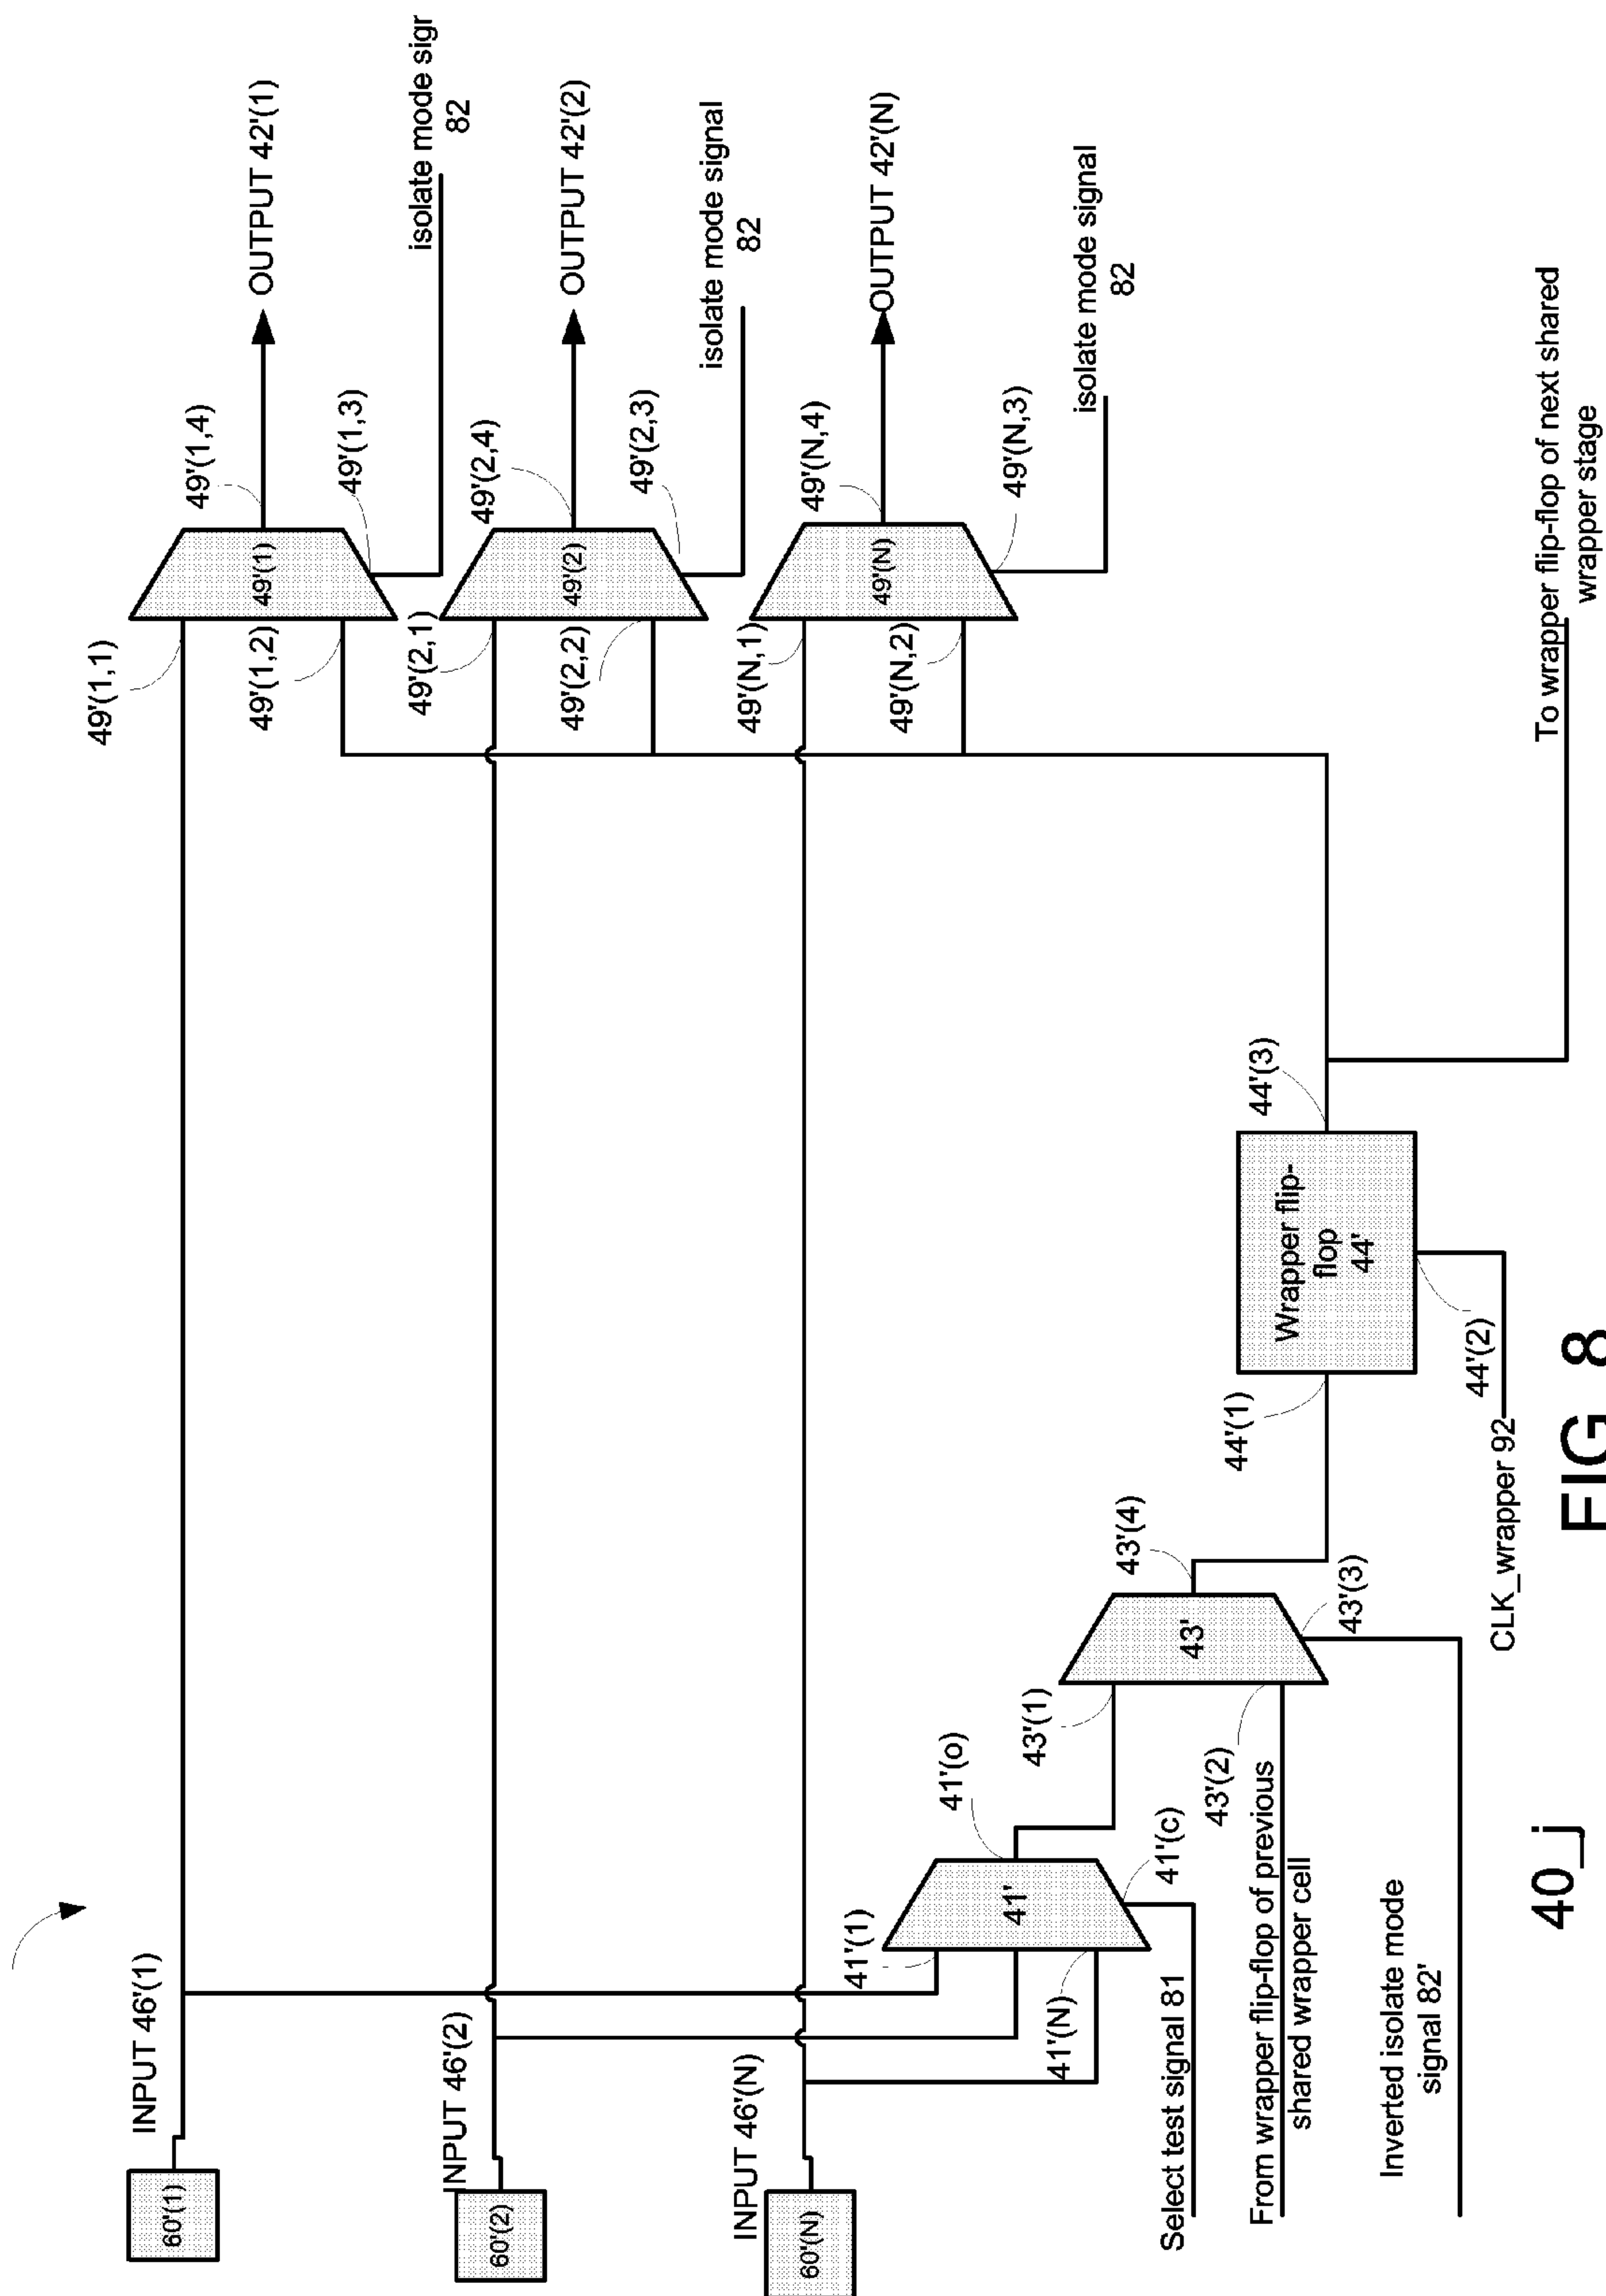 60'(1)
INPUT 46'(1)
49'(1,1)
49'(1,2)
49'(1)
49'(1,4)
49'(1,3)
OUTPUT 42'(1)
isolate mode sigr
82
60'(2)
INPUT 46'(2)
49'(2,1)
49'(2,2)
49'(2)
49'(2,4)
49'(2,3)
OUTPUT 42'(2)
isolate mode signal
82
60'(N)
INPUT 46'(N)
49'(N,1)
49'(N,2)
49'(N)
49'(N,4)
49'(N,3)
OUTPUT 42'(N)
isolate mode signal
82
41'(1)
41'(N)
41'
41'(o)
41'(c)
Select test signal 81
43'(1)
43'(2)
43'
43'(4)
43'(3)
From wrapper flip-flop of previous
shared wrapper cell
Inverted isolate mode
signal 82'
44'(1)
Wrapper flip-
flop
44'
44'(3)
44'(2)
CLK_wrapper 92
To wrapper flip-flop of next shared
wrapper stage
40_j
FIG 8